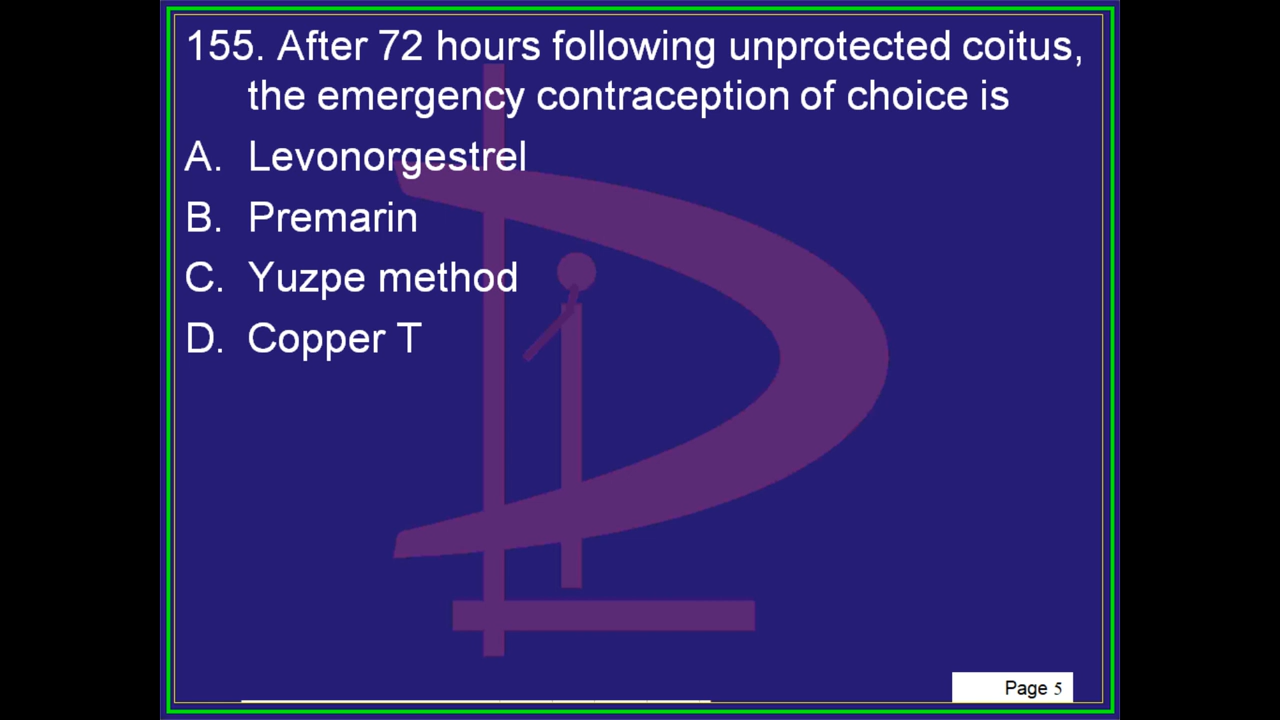 155. After 72 hours following unprotected coitus,
the emergency contraception of choice is
A. Levonorgestrel
B. Premarin
C. Yuzpe method
D. Copper T
Page 5